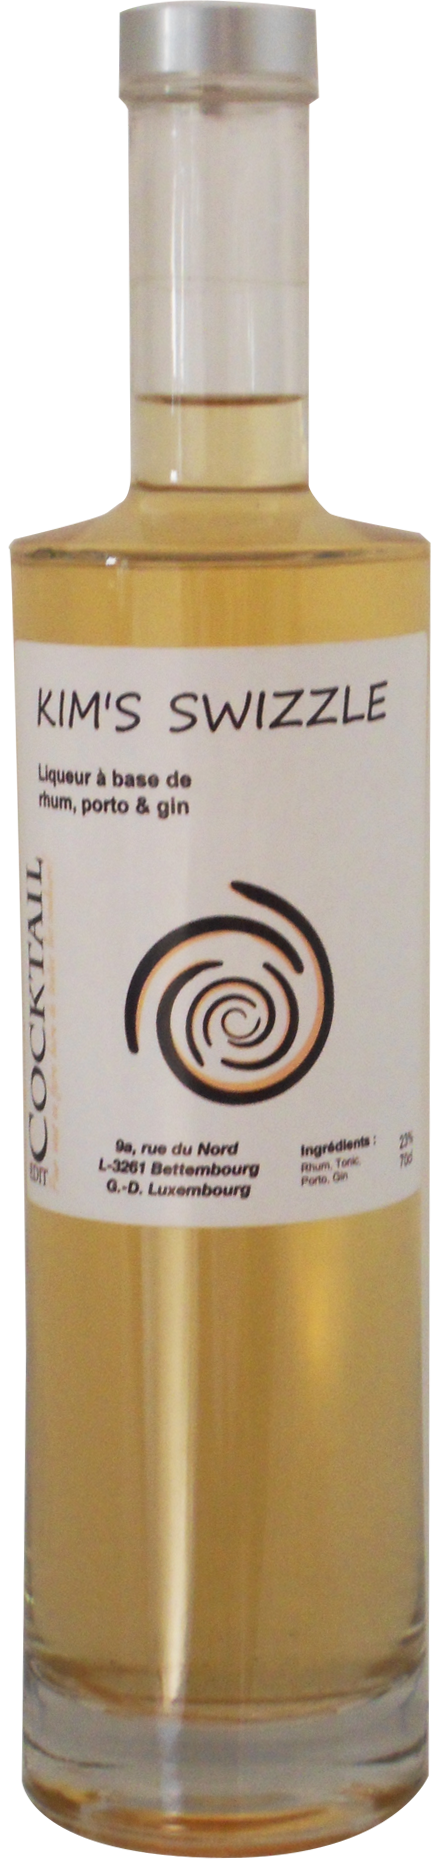 KIM'S SWIZZLE
Liqueur à base de
rhum, porto & gin
COCKTAIL
EDIT
9a, rue du Nord
L-3261 Bettembourg
G.-D. Luxembourg
Ingrédients :
Rhum, Tonic,
Porto, Gin
23%
70cl